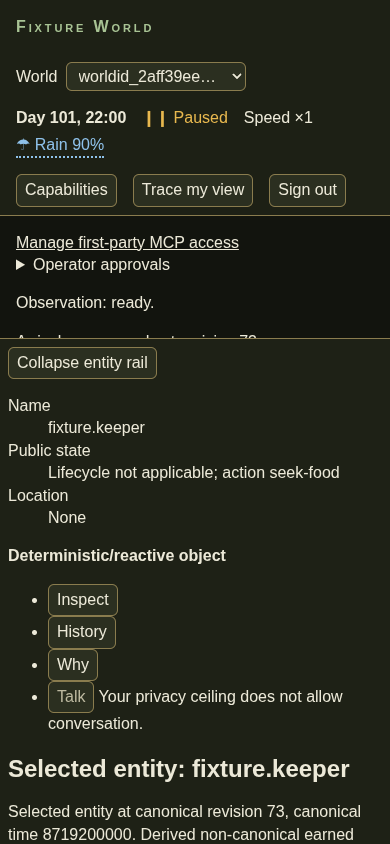 Fixture World
World worldid_2aff39ee…
Day 101, 22:00 ❙❙ Paused Speed ×1
☂ Rain 90%
Capabilities Trace my view Sign out
Manage first-party MCP access
▶ Operator approvals
Observation: ready.
Collapse entity rail
Name
fixture.keeper
Public state
Lifecycle not applicable; action seek-food
Location
None
Deterministic/reactive object
• Inspect
• History
• Why
• Talk Your privacy ceiling does not allow
conversation.
Selected entity: fixture.keeper
Selected entity at canonical revision 73, canonical
time 8719200000. Derived non-canonical earned